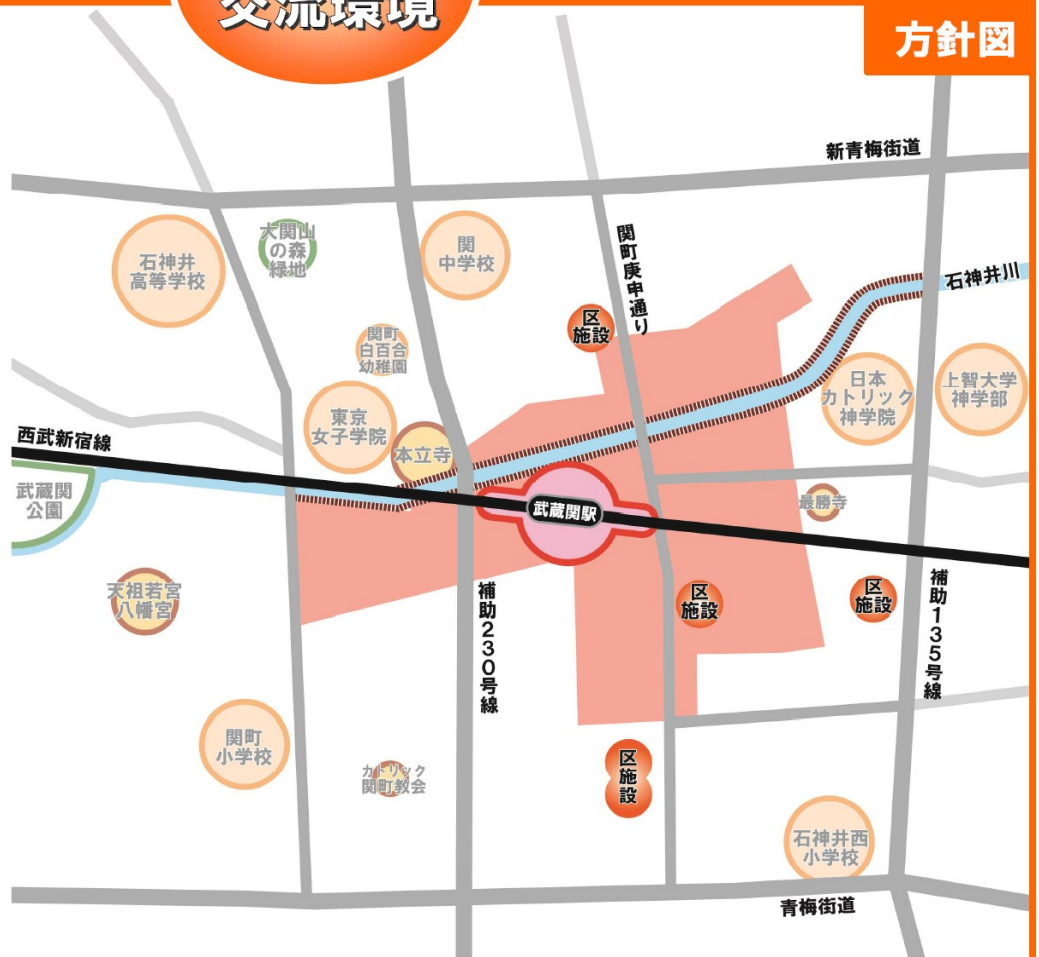 交流環境
方針図
新青梅街道
大関山
の森
緑地
関
中学校
石神井
高等学校
関町庚申通り
石神井川
区
施設
関町
白百合
幼稚園
日本
カトリック
神学院
上智大学
神学部
東京
女子学院
本立寺
西武新宿線
武蔵関
公園
武蔵関駅
最勝寺
天祖若宮
八幡宮
補助230号線
区
施設
区
施設
補助135号線
関町
小学校
カトリック
関町教会
区施設
石神井西
小学校
青梅街道